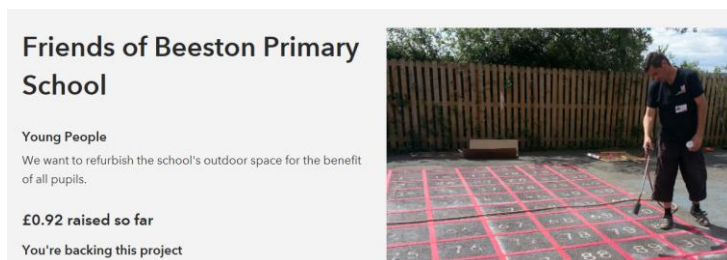 Friends of Beeston Primary
School
Young People
We want to refurbish the school's outdoor space for the benefit
of all pupils.
£0.92 raised so far
You're backing this project